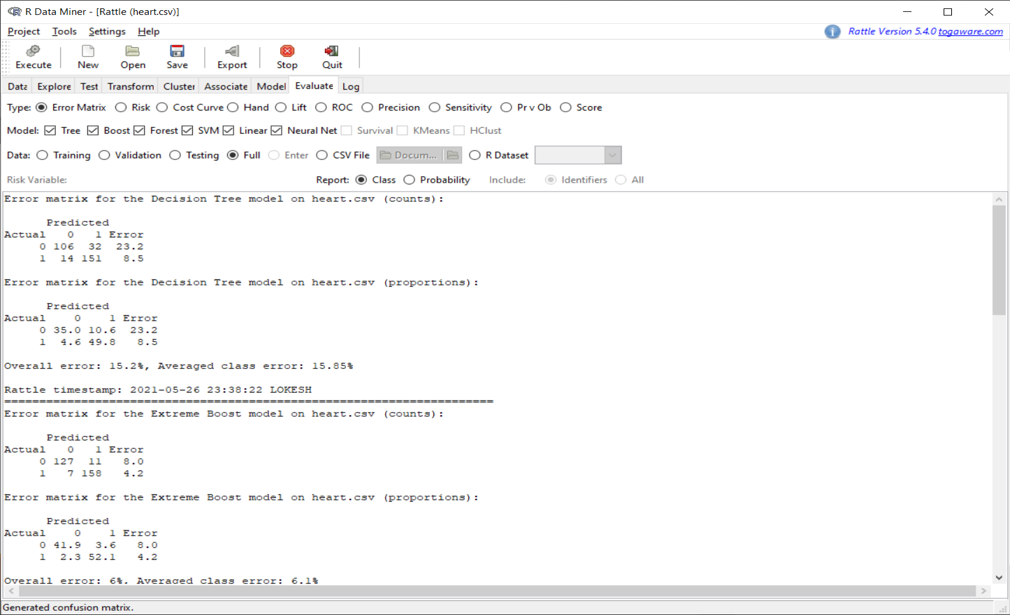 R Data Miner - [Rattle (heart.csv)]
Project Tools Settings Help
Rattle Version 5.4.0 togaware.com
Execute New Open Save Export Stop Quit
Data Explore Test Transform Cluster Associate Model Evaluate Log
Type: Error Matrix Risk Cost Curve Hand Lift ROC Precision Sensitivity Pr v Ob Score
Model: Tree Boost Forest SVM Linear Neural Net Survival KMeans HClust
Data: Training Validation Testing Full Enter CSV File Docum... R Dataset
Risk Variable: Report: Class Probability Include: Identifiers All
Error matrix for the Decision Tree model on heart.csv (counts):
Predicted
Actual 0 1 Error
0 106 32 23.2
1 14 151 8.5
Error matrix for the Decision Tree model on heart.csv (proportions):
Predicted
Actual 0 1 Error
0 35.0 10.6 23.2
1 4.6 49.8 8.5
Overall error: 15.2%, Averaged class error: 15.85%
Rattle timestamp: 2021-05-26 23:38:22 LOKESH
======================================================================
Error matrix for the Extreme Boost model on heart.csv (counts):
Predicted
Actual 0 1 Error
0 127 11 8.0
1 7 158 4.2
Error matrix for the Extreme Boost model on heart.csv (proportions):
Predicted
Actual 0 1 Error
0 41.9 3.6 8.0
1 2.3 52.1 4.2
Overall error: 6%, Averaged class error: 6.1%
Generated confusion matrix.